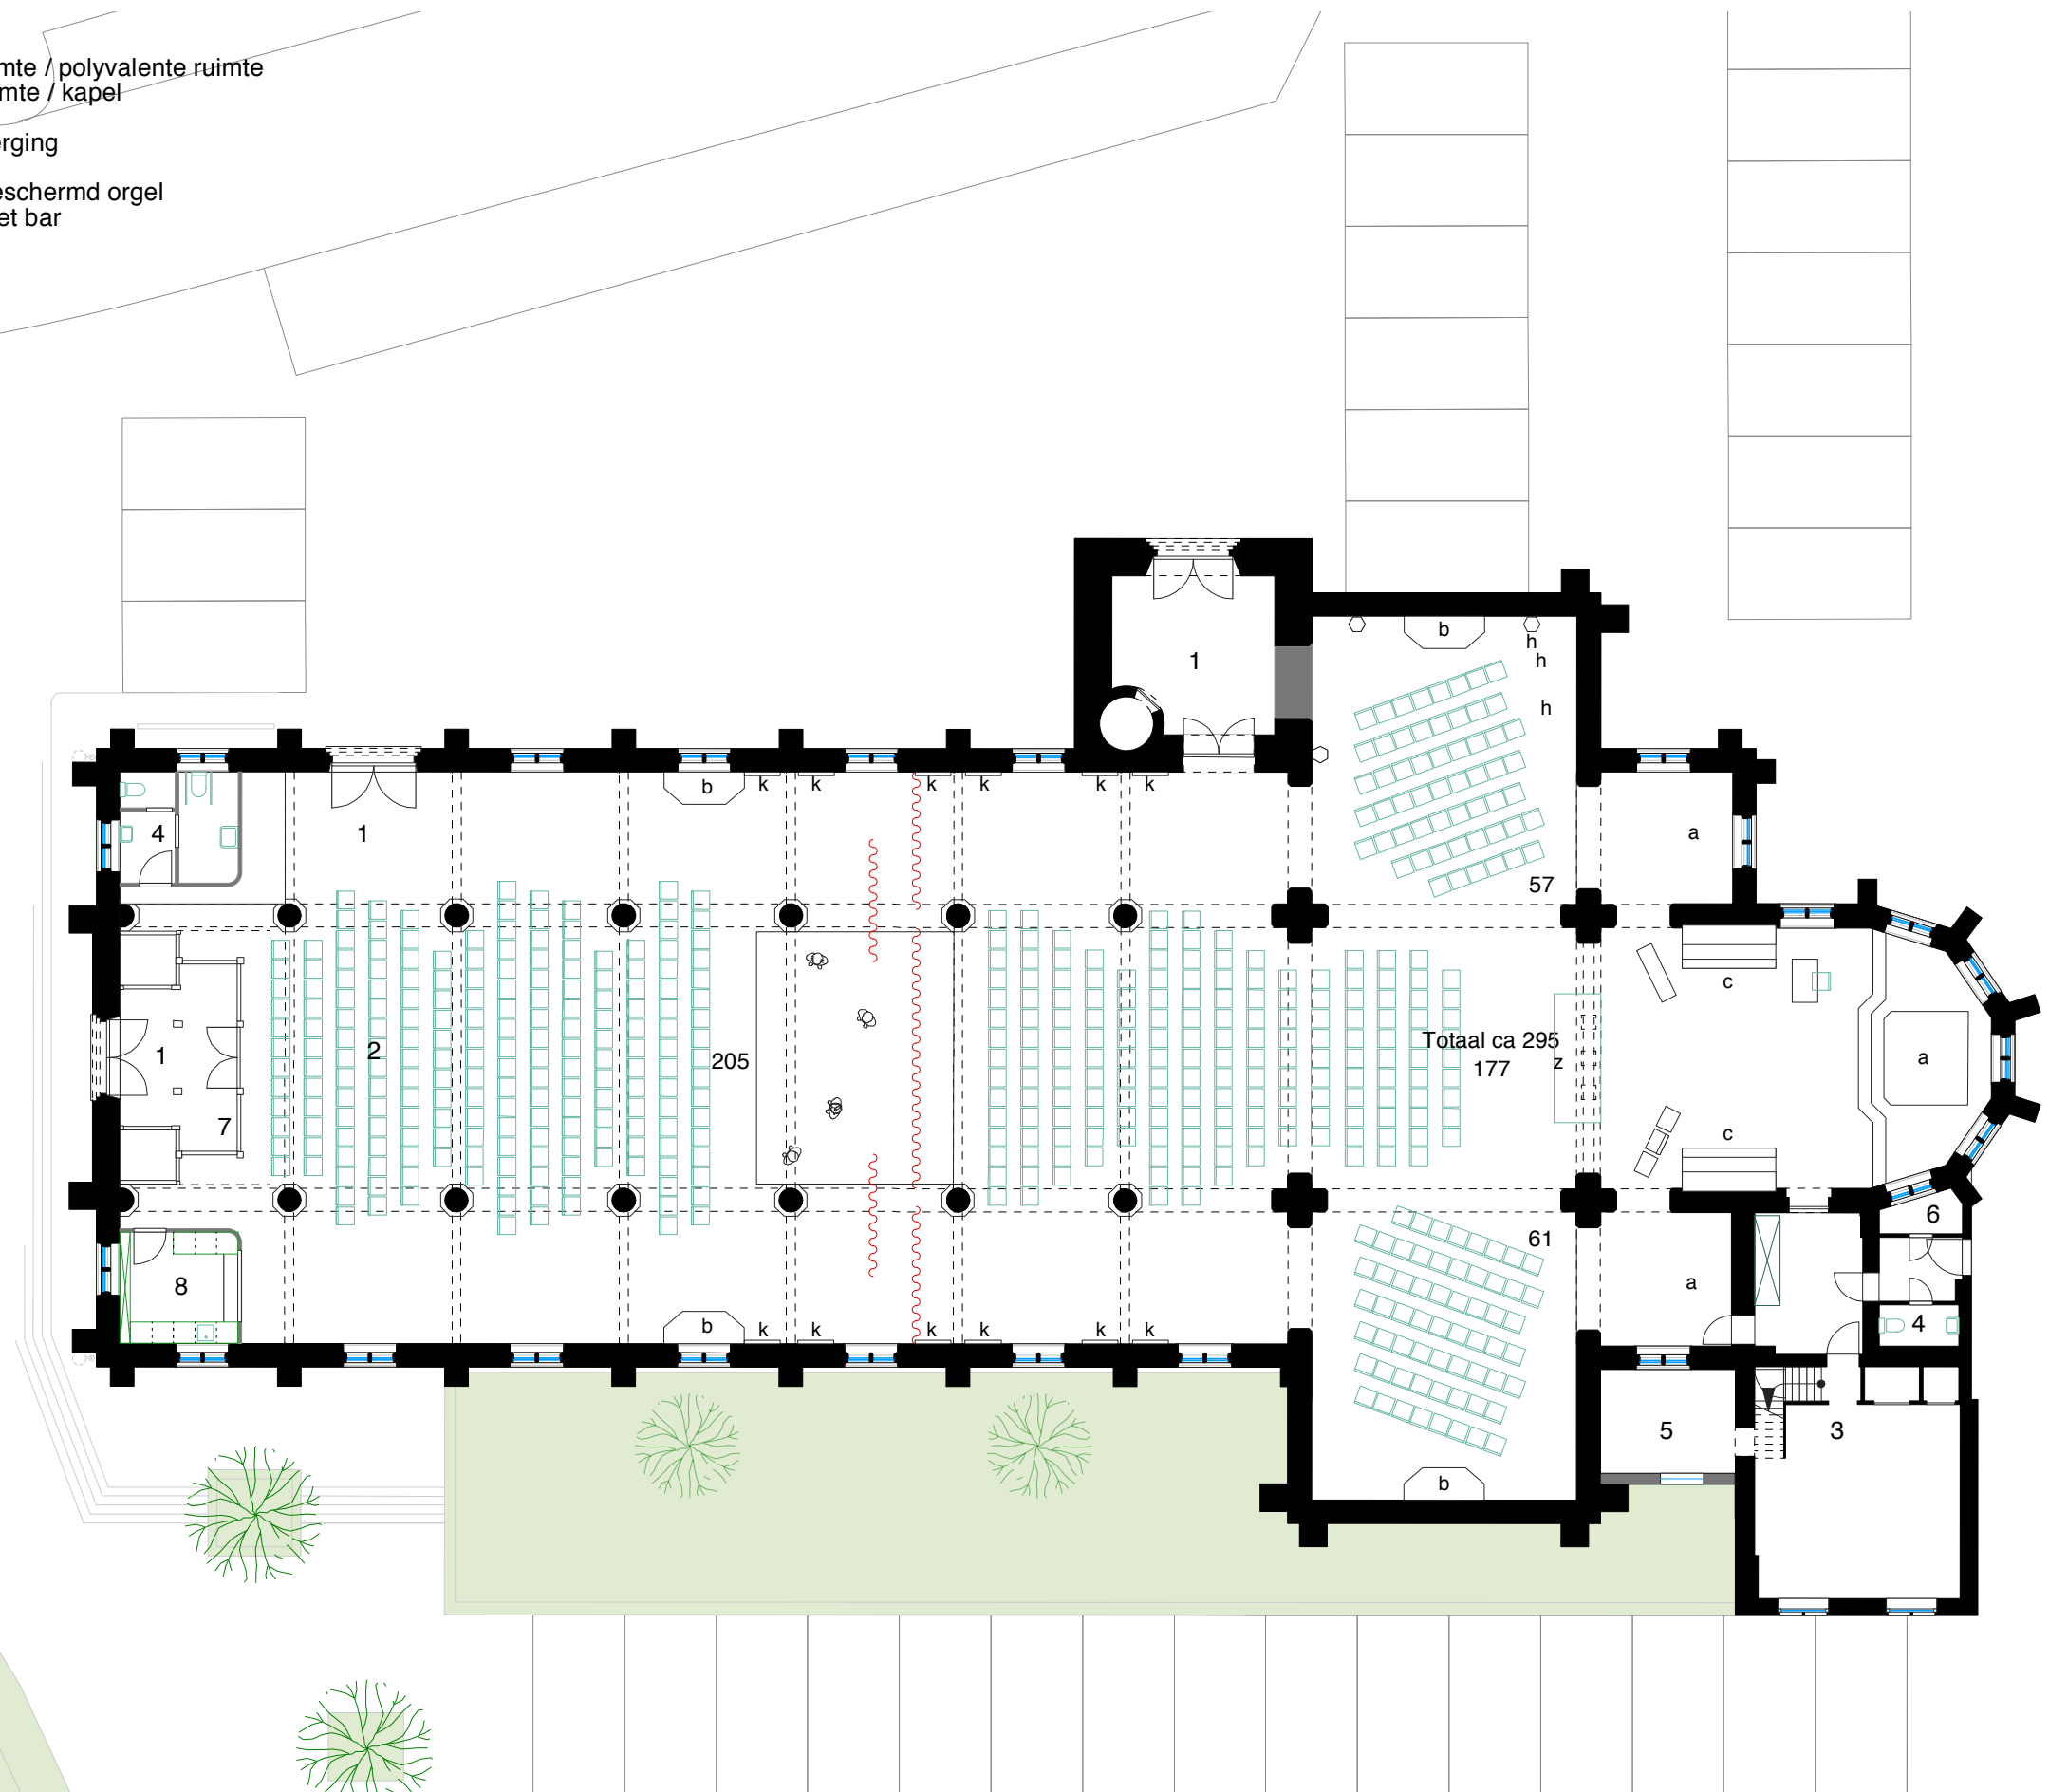 mte / polyvalente ruimte
mte / kapel
erging
eschermd orgel
et bar
b
h
h
1
h
b k k k k k k
4 1 a
57
c
2 Totaal ca 295
1 205 z a
177
7 c
6
61
8 a
b k k k k k k 4
5 3
b